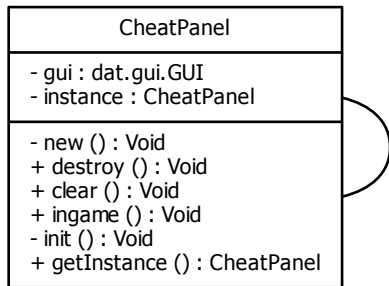 CheatPanel
- gui : dat.gui.GUI
- instance : CheatPanel
- new () : Void
+ destroy () : Void
+ clear () : Void
+ ingame () : Void
- init () : Void
+ getInstance () : CheatPanel